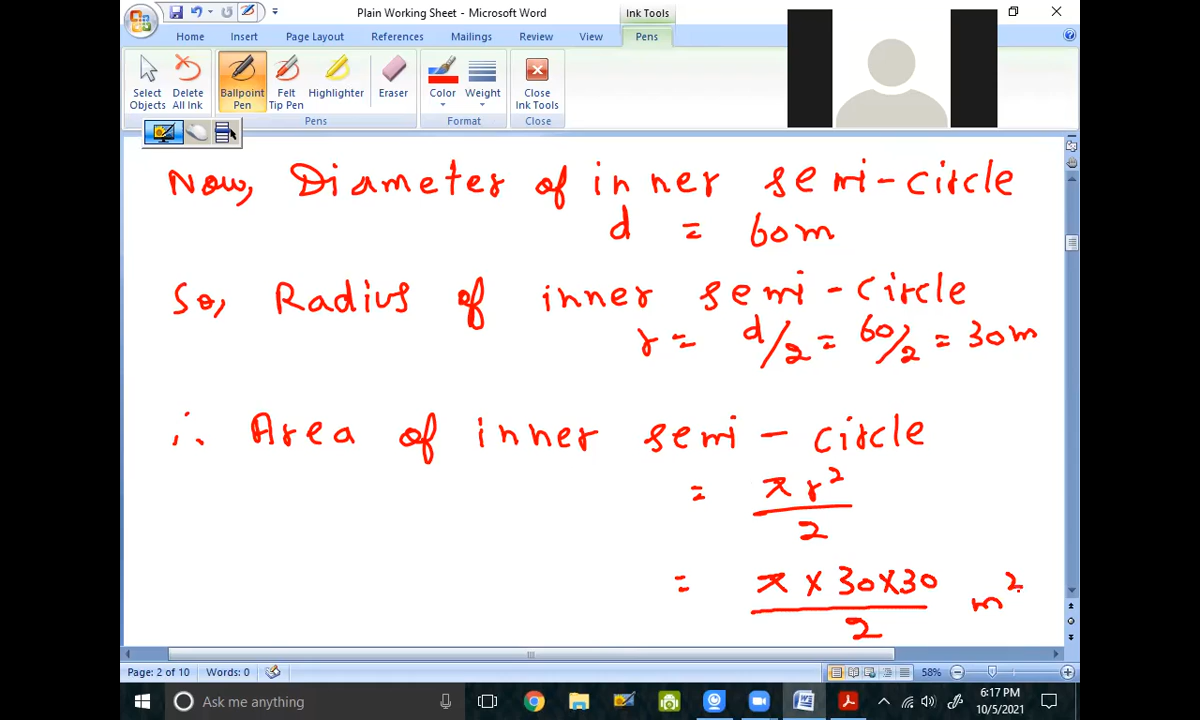 Plain Working Sheet - Microsoft Word
Ink Tools
Home Insert Page Layout References Mailings Review View Pens
Select Objects
Delete All Ink
Ballpoint Pen
Felt Tip Pen
Highlighter
Eraser
Color
Weight
Close Ink Tools
Pens Format Close
Now, Diameter of inner semi-circle
d = 60m
So, Radius of inner semi-circle
r = d/2 = 60/2 = 30m
∴ Area of inner semi-circle
= πr²/2
= π×30×30/2 m²
Page: 2 of 10 Words: 0 58%
Ask me anything
6:17 PM
10/5/2021